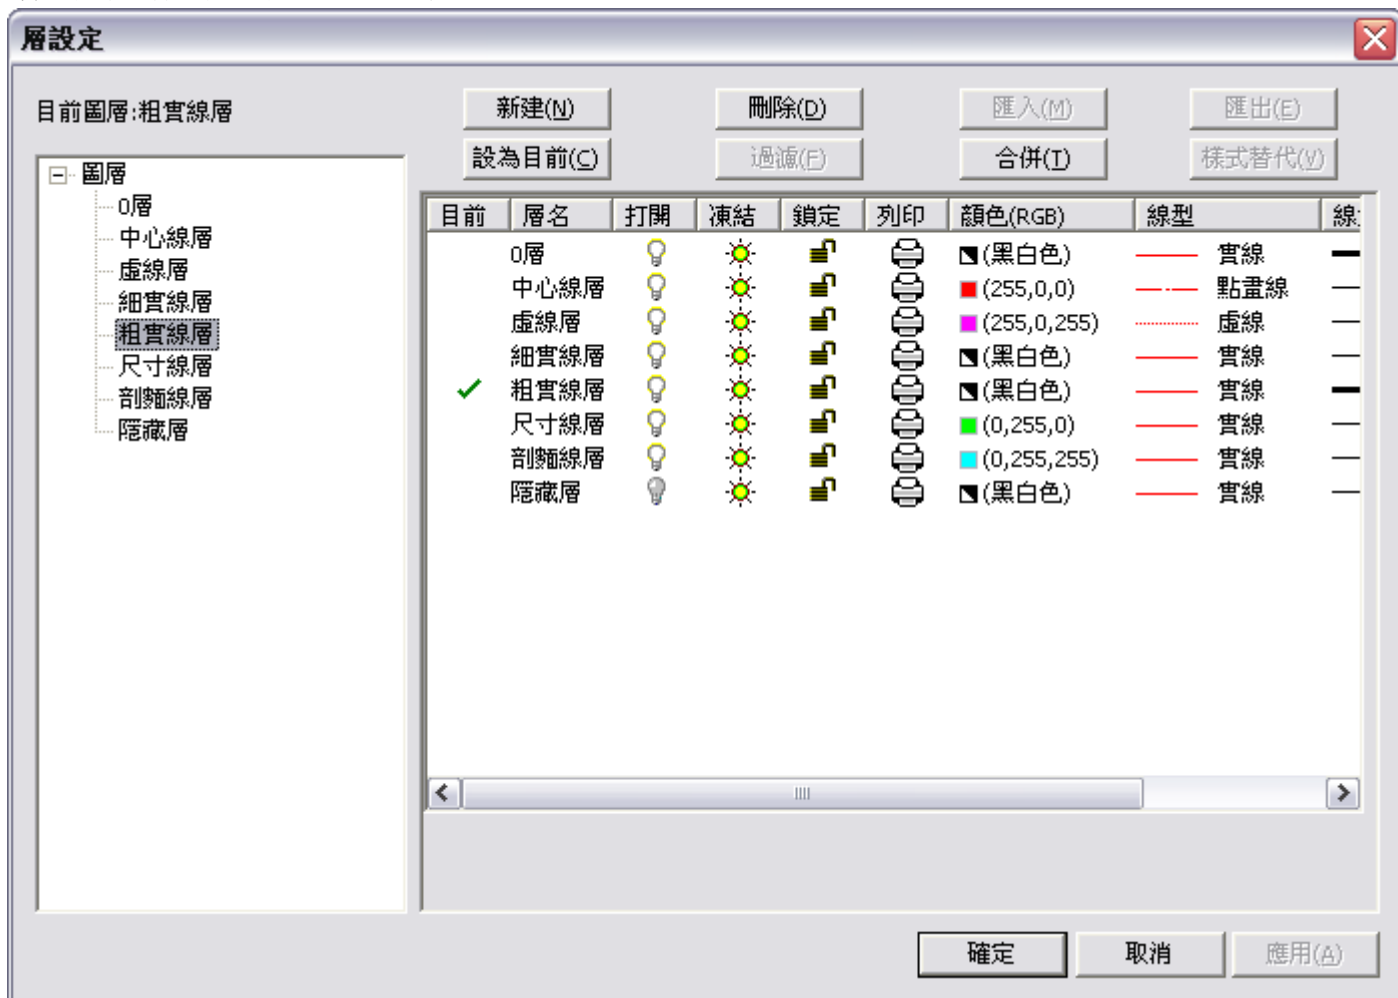 層設定
目前圖層:粗實線層
新建(N) 刪除(D) 匯入(M) 匯出(E)
設為目前(C) 過濾(F) 合併(T) 樣式替代(V)
圖層
0層
中心線層
虛線層
細實線層
粗實線層
尺寸線層
剖麵線層
隱藏層
目前 層名 打開 凍結 鎖定 列印 顏色(RGB) 線型
0層 (黑白色) 實線
中心線層 (255,0,0) 點畫線
虛線層 (255,0,255) 虛線
細實線層 (黑白色) 實線
粗實線層 (黑白色) 實線
尺寸線層 (0,255,0) 實線
剖麵線層 (0,255,255) 實線
隱藏層 (黑白色) 實線
確定 取消 應用(A)